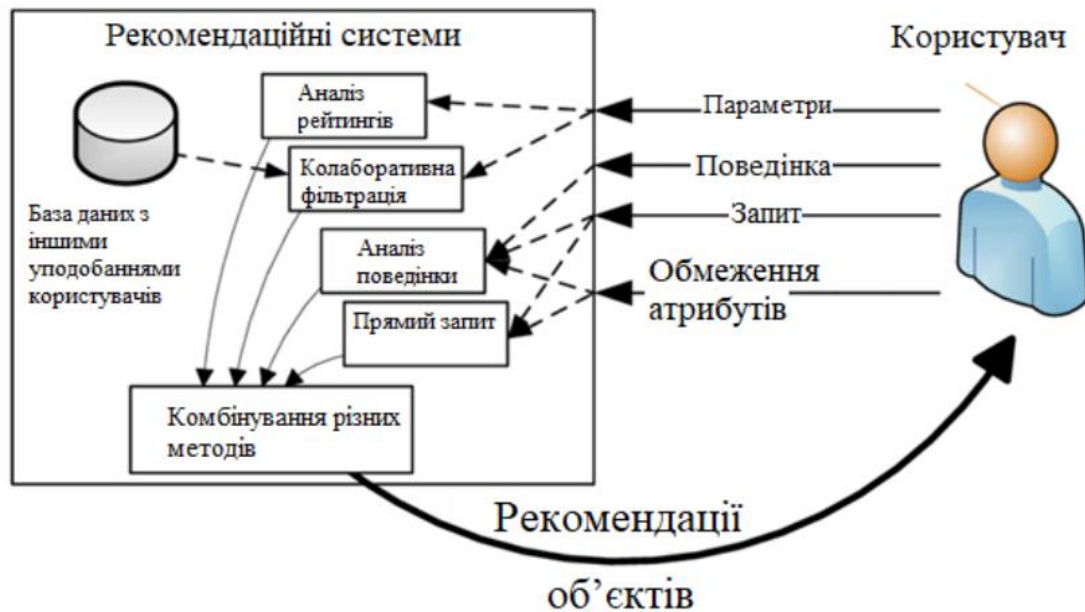 Рекомендаційні системи
Користувач
Аналіз
рейтингів
Колаборативна
фільтрація
База даних з
іншими
уподобаннями
користувачів
Аналіз
поведінки
Прямий запит
Комбінування різних
методів
Параметри
Поведінка
Запит
Обмеження
атрибутів
Рекомендації
об’єктів